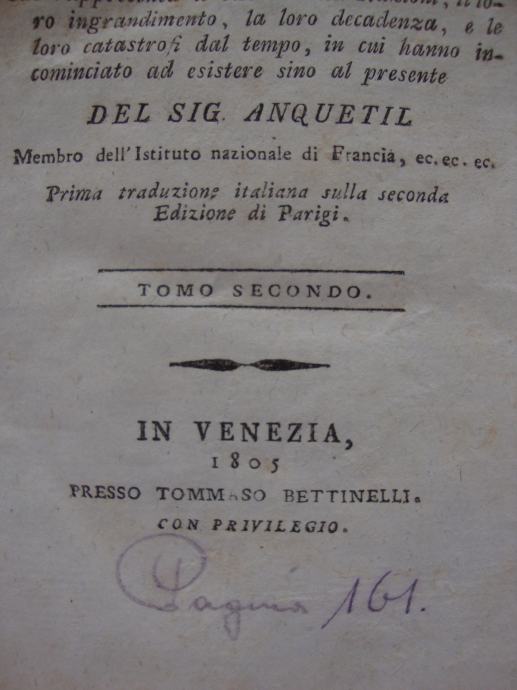 ro ingrandimento, la loro decadenza, e le
loro catastrofi dal tempo, in cui hanno in-
cominciato ad esistere sino al presente
DEL SIG. ANQUETIL
Membro dell'Istituto nazionale di Francia, ec. ec. ec.
Prima traduzione italiana sulla seconda
Edizione di Parigi.
TOMO SECONDO.
IN VENEZIA,
1805
PRESSO TOMMASO BETTINELLI.
CON PRIVILEGIO.
Pagina 161.